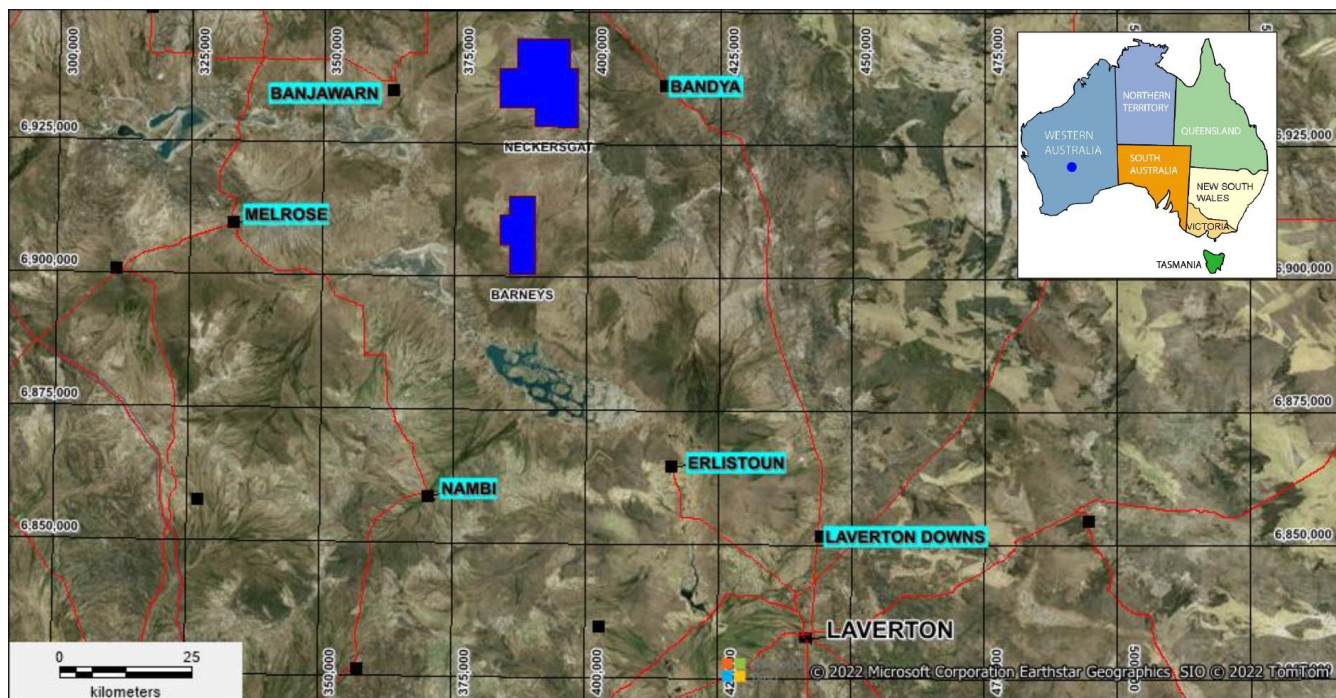 300,000
325,000
350,000
375,000
400,000
425,000
450,000
475,000
BANJAWARN
BANDYA
6,925,000
6,925,000
NECKERSGAT
MELROSE
6,900,000
6,900,000
BARNEYS
6,875,000
6,875,000
ERLISTOUN
NAMBI
6,850,000
6,850,000
LAVERTON DOWNS
LAVERTON
350,000
375,000
400,000
0
25
kilometers
© 2022 Microsoft Corporation Earthstar Geographics SIO © 2022 TomTom
WESTERN
AUSTRALIA
NORTHERN
TERRITORY
QUEENSLAND
SOUTH
AUSTRALIA
NEW SOUTH
WALES
VICTORIA
TASMANIA